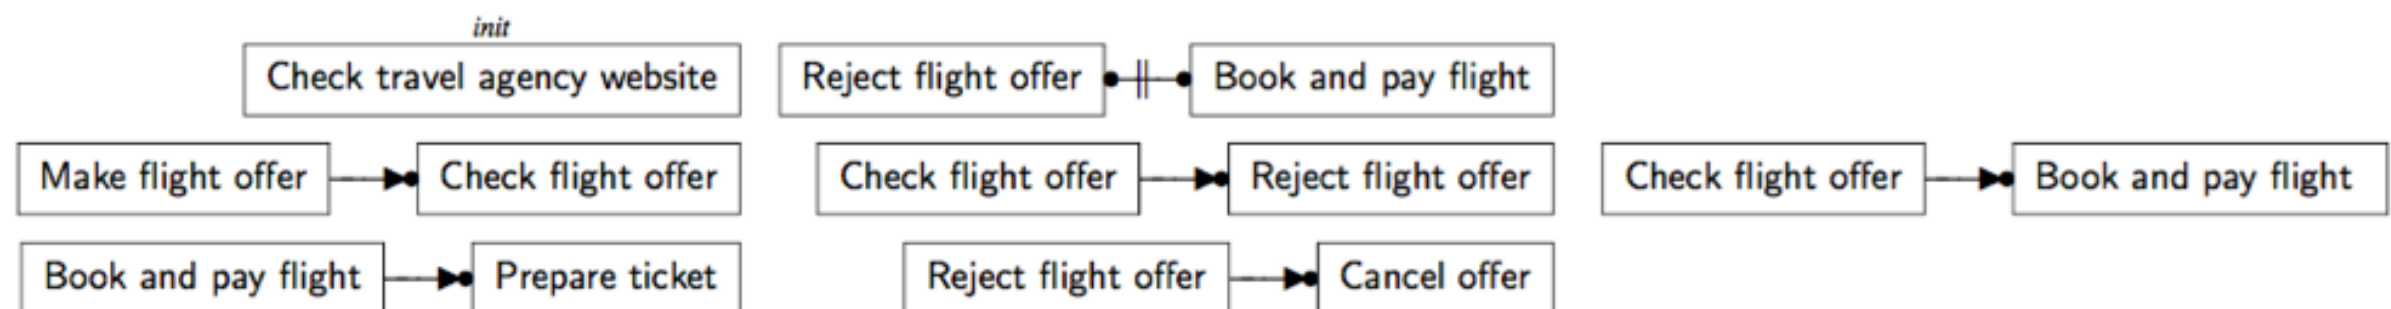 init
Check travel agency website Reject flight offer Book and pay flight
Make flight offer Check flight offer Check flight offer Reject flight offer Check flight offer Book and pay flight
Book and pay flight Prepare ticket Reject flight offer Cancel offer